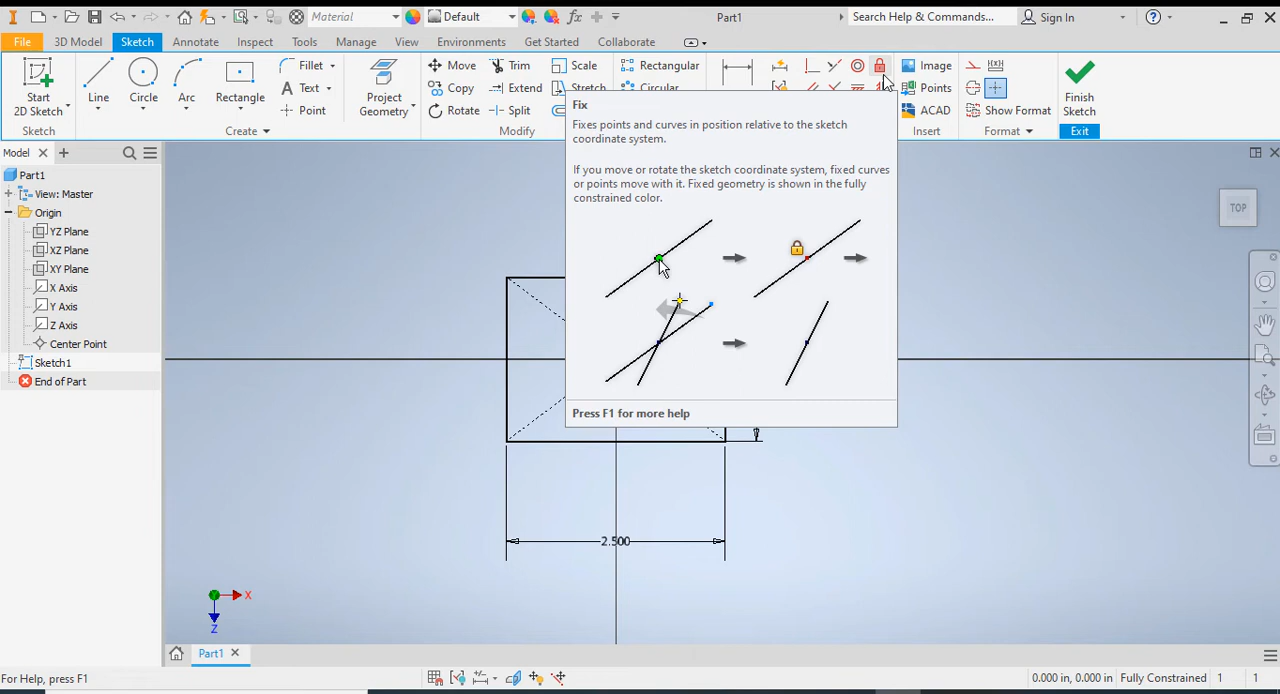 Material
Default
Part1
Search Help & Commands...
Sign In
File
3D Model
Sketch
Annotate
Inspect
Tools
Manage
View
Environments
Get Started
Collaborate
Start
2D Sketch
Line
Circle
Arc
Rectangle
Fillet
Text
Point
Project
Geometry
Move
Copy
Rotate
Trim
Extend
Split
Scale
Stretch
Rectangular
Circular
Image
Points
ACAD
Show Format
Finish
Sketch
Sketch
Create
Modify
Insert
Format
Exit
Fix
Fixes points and curves in position relative to the sketch
coordinate system.
If you move or rotate the sketch coordinate system, fixed curves
or points move with it. Fixed geometry is shown in the fully
constrained color.
Press F1 for more help
Model
Part1
View: Master
Origin
YZ Plane
XZ Plane
XY Plane
X Axis
Y Axis
Z Axis
Center Point
Sketch1
End of Part
TOP
2.500
X
Z
Part1
For Help, press F1
0.000 in, 0.000 in
Fully Constrained
1
1